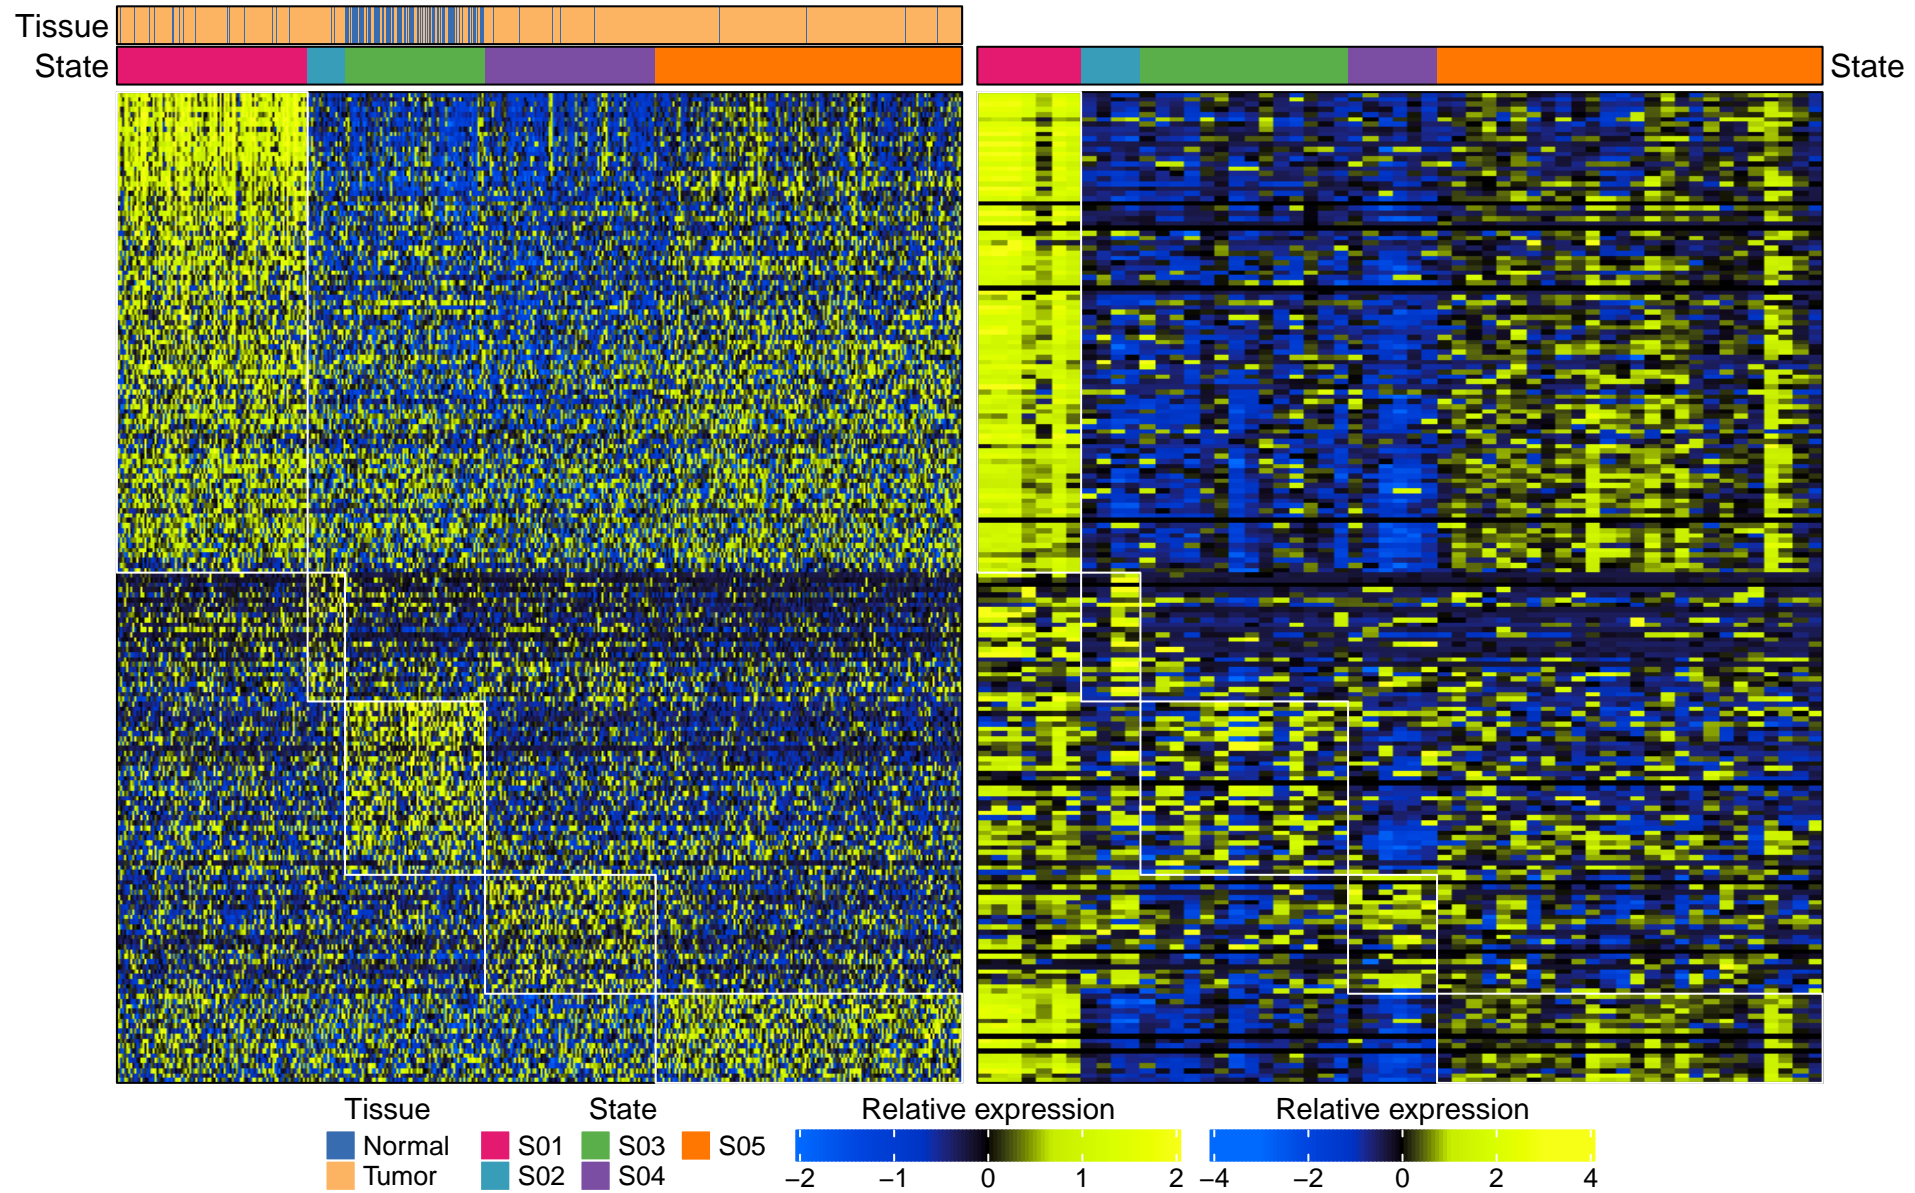 Tissue
State
State
Tissue State Relative expression Relative expression
Normal S01 S03 S05
Tumor S02 S04
−2 −1 0 1 2 −4 −2 0 2 4